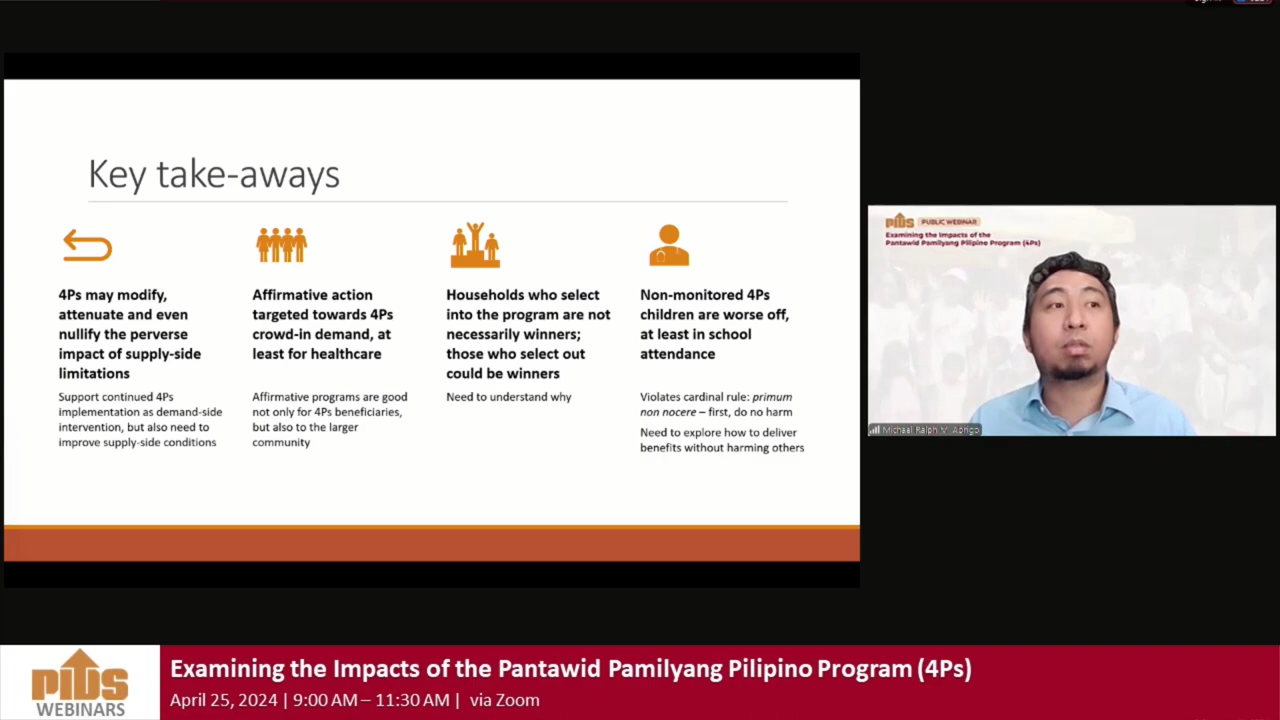 Key take-aways
4Ps may modify,
attenuate and even
nullify the perverse
impact of supply-side
limitations
Support continued 4Ps
implementation as demand-side
intervention, but also need to
improve supply-side conditions
Affirmative action
targeted towards 4Ps
crowd-in demand, at
least for healthcare
Affirmative programs are good
not only for 4Ps beneficiaries,
but also to the larger
community
Households who select
into the program are not
necessarily winners;
those who select out
could be winners
Need to understand why
Non-monitored 4Ps
children are worse off,
at least in school
attendance
Violates cardinal rule: primum
non nocere – first, do no harm
Need to explore how to deliver
benefits without harming others
PIDS PUBLIC WEBINAR
Examining the Impacts of the
Pantawid Pamilyang Pilipino Program (4Ps)
Michael Ralph M. Abrigo
PIDS
WEBINARS
Examining the Impacts of the Pantawid Pamilyang Pilipino Program (4Ps)
April 25, 2024 | 9:00 AM – 11:30 AM | via Zoom